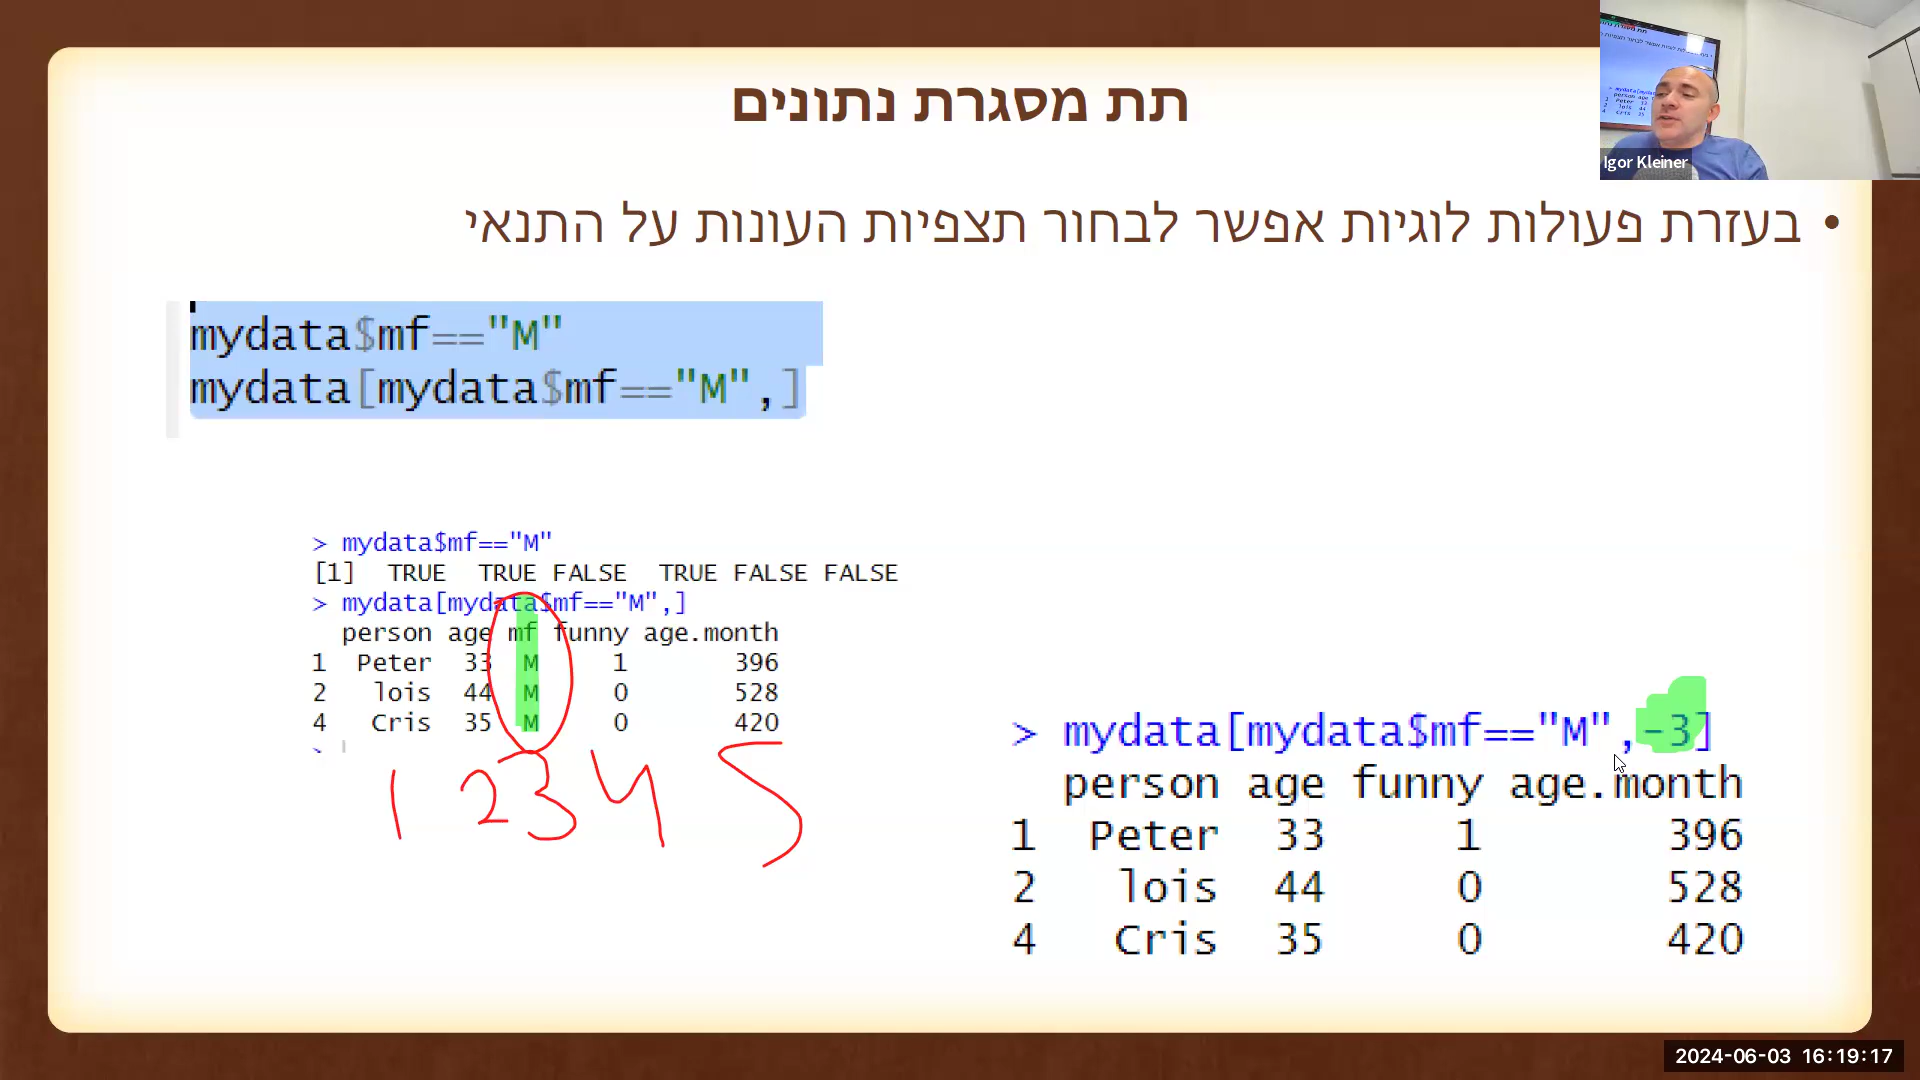 תת מסגרת נתונים
Igor Kleiner
• בעזרת פעולות לוגיות אפשר לבחור תצפיות העונות על התנאי
mydata$mf=="M"
mydata[mydata$mf=="M",]
> mydata$mf=="M"
[1] TRUE TRUE FALSE TRUE FALSE FALSE
> mydata[mydata$mf=="M",]
person age mf funny age.month
1 Peter 33 M 1 396
2 lois 44 M 0 528
4 Cris 35 M 0 420
>
1 2 3 4 5
> mydata[mydata$mf=="M",-3]
person age funny age.month
1 Peter 33 1 396
2 lois 44 0 528
4 Cris 35 0 420
2024-06-03 16:19:17